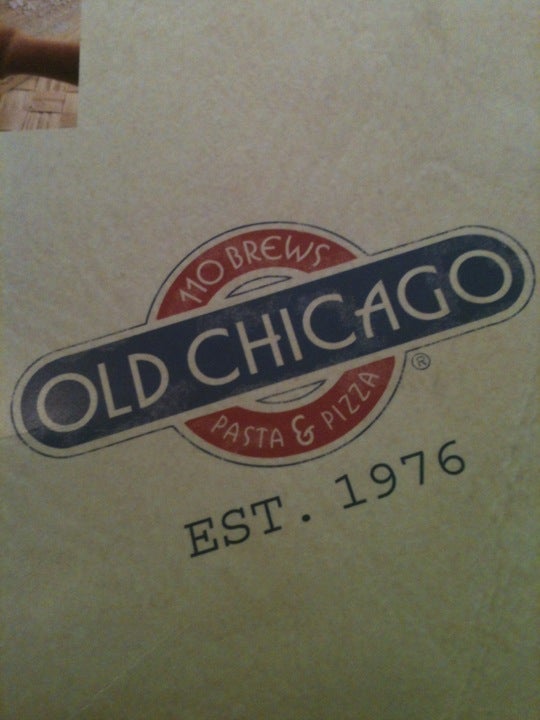 110 BREWS
OLD CHICAGO
®
PASTA & PIZZA
EST. 1976